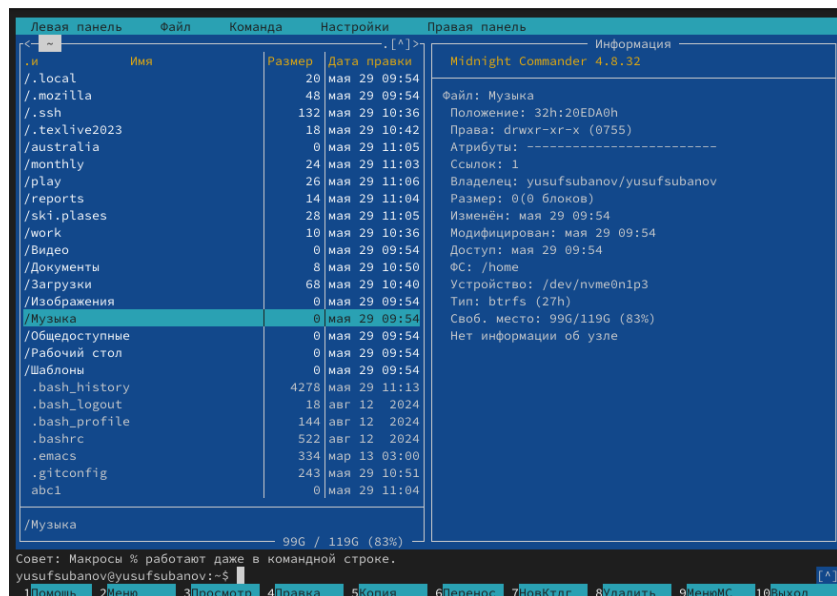 Левая панель Файл Команда Настройки Правая панель
<— ~ .[^]>
.и Имя Размер Дата правки
/.local 20 мая 29 09:54
/.mozilla 48 мая 29 09:54
/.ssh 132 мая 29 10:36
/.texlive2023 18 мая 29 10:42
/australia 0 мая 29 11:05
/monthly 24 мая 29 11:03
/play 26 мая 29 11:06
/reports 14 мая 29 11:04
/ski.plases 28 мая 29 11:05
/work 10 мая 29 10:36
/Видео 0 мая 29 09:54
/Документы 8 мая 29 10:50
/Загрузки 68 мая 29 10:40
/Изображения 0 мая 29 09:54
/Музыка 0 мая 29 09:54
/Общедоступные 0 мая 29 09:54
/Рабочий стол 0 мая 29 09:54
/Шаблоны 0 мая 29 09:54
.bash_history 4278 мая 29 11:13
.bash_logout 18 авг 12 2024
.bash_profile 144 авг 12 2024
.bashrc 522 авг 12 2024
.emacs 334 мар 13 03:00
.gitconfig 243 мая 29 10:51
abc1 0 мая 29 11:04
/Музыка
99G / 119G (83%)
Информация
Midnight Commander 4.8.32
Файл: Музыка
Положение: 32h:20EDA0h
Права: drwxr-xr-x (0755)
Атрибуты: -------------------------
Ссылок: 1
Владелец: yusufsubanov/yusufsubanov
Размер: 0(0 блоков)
Изменён: мая 29 09:54
Модифицирован: мая 29 09:54
Доступ: мая 29 09:54
ФС: /home
Устройство: /dev/nvme0n1p3
Тип: btrfs (27h)
Своб. место: 99G/119G (83%)
Нет информации об узле
Совет: Макросы % работают даже в командной строке.
yusufsubanov@yusufsubanov:~$ [^]
1Помощь 2Меню 3Просмотр 4Правка 5Копия 6Перенос 7НовКтлг 8Удалить 9МенюМС 10Выход